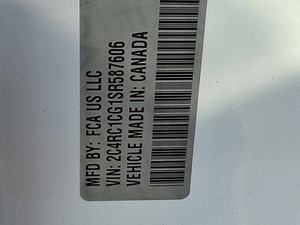 MFD BY: FCA US LLC
VIN: 2C4RC1CG1SR587606
VEHICLE MADE IN: CANADA